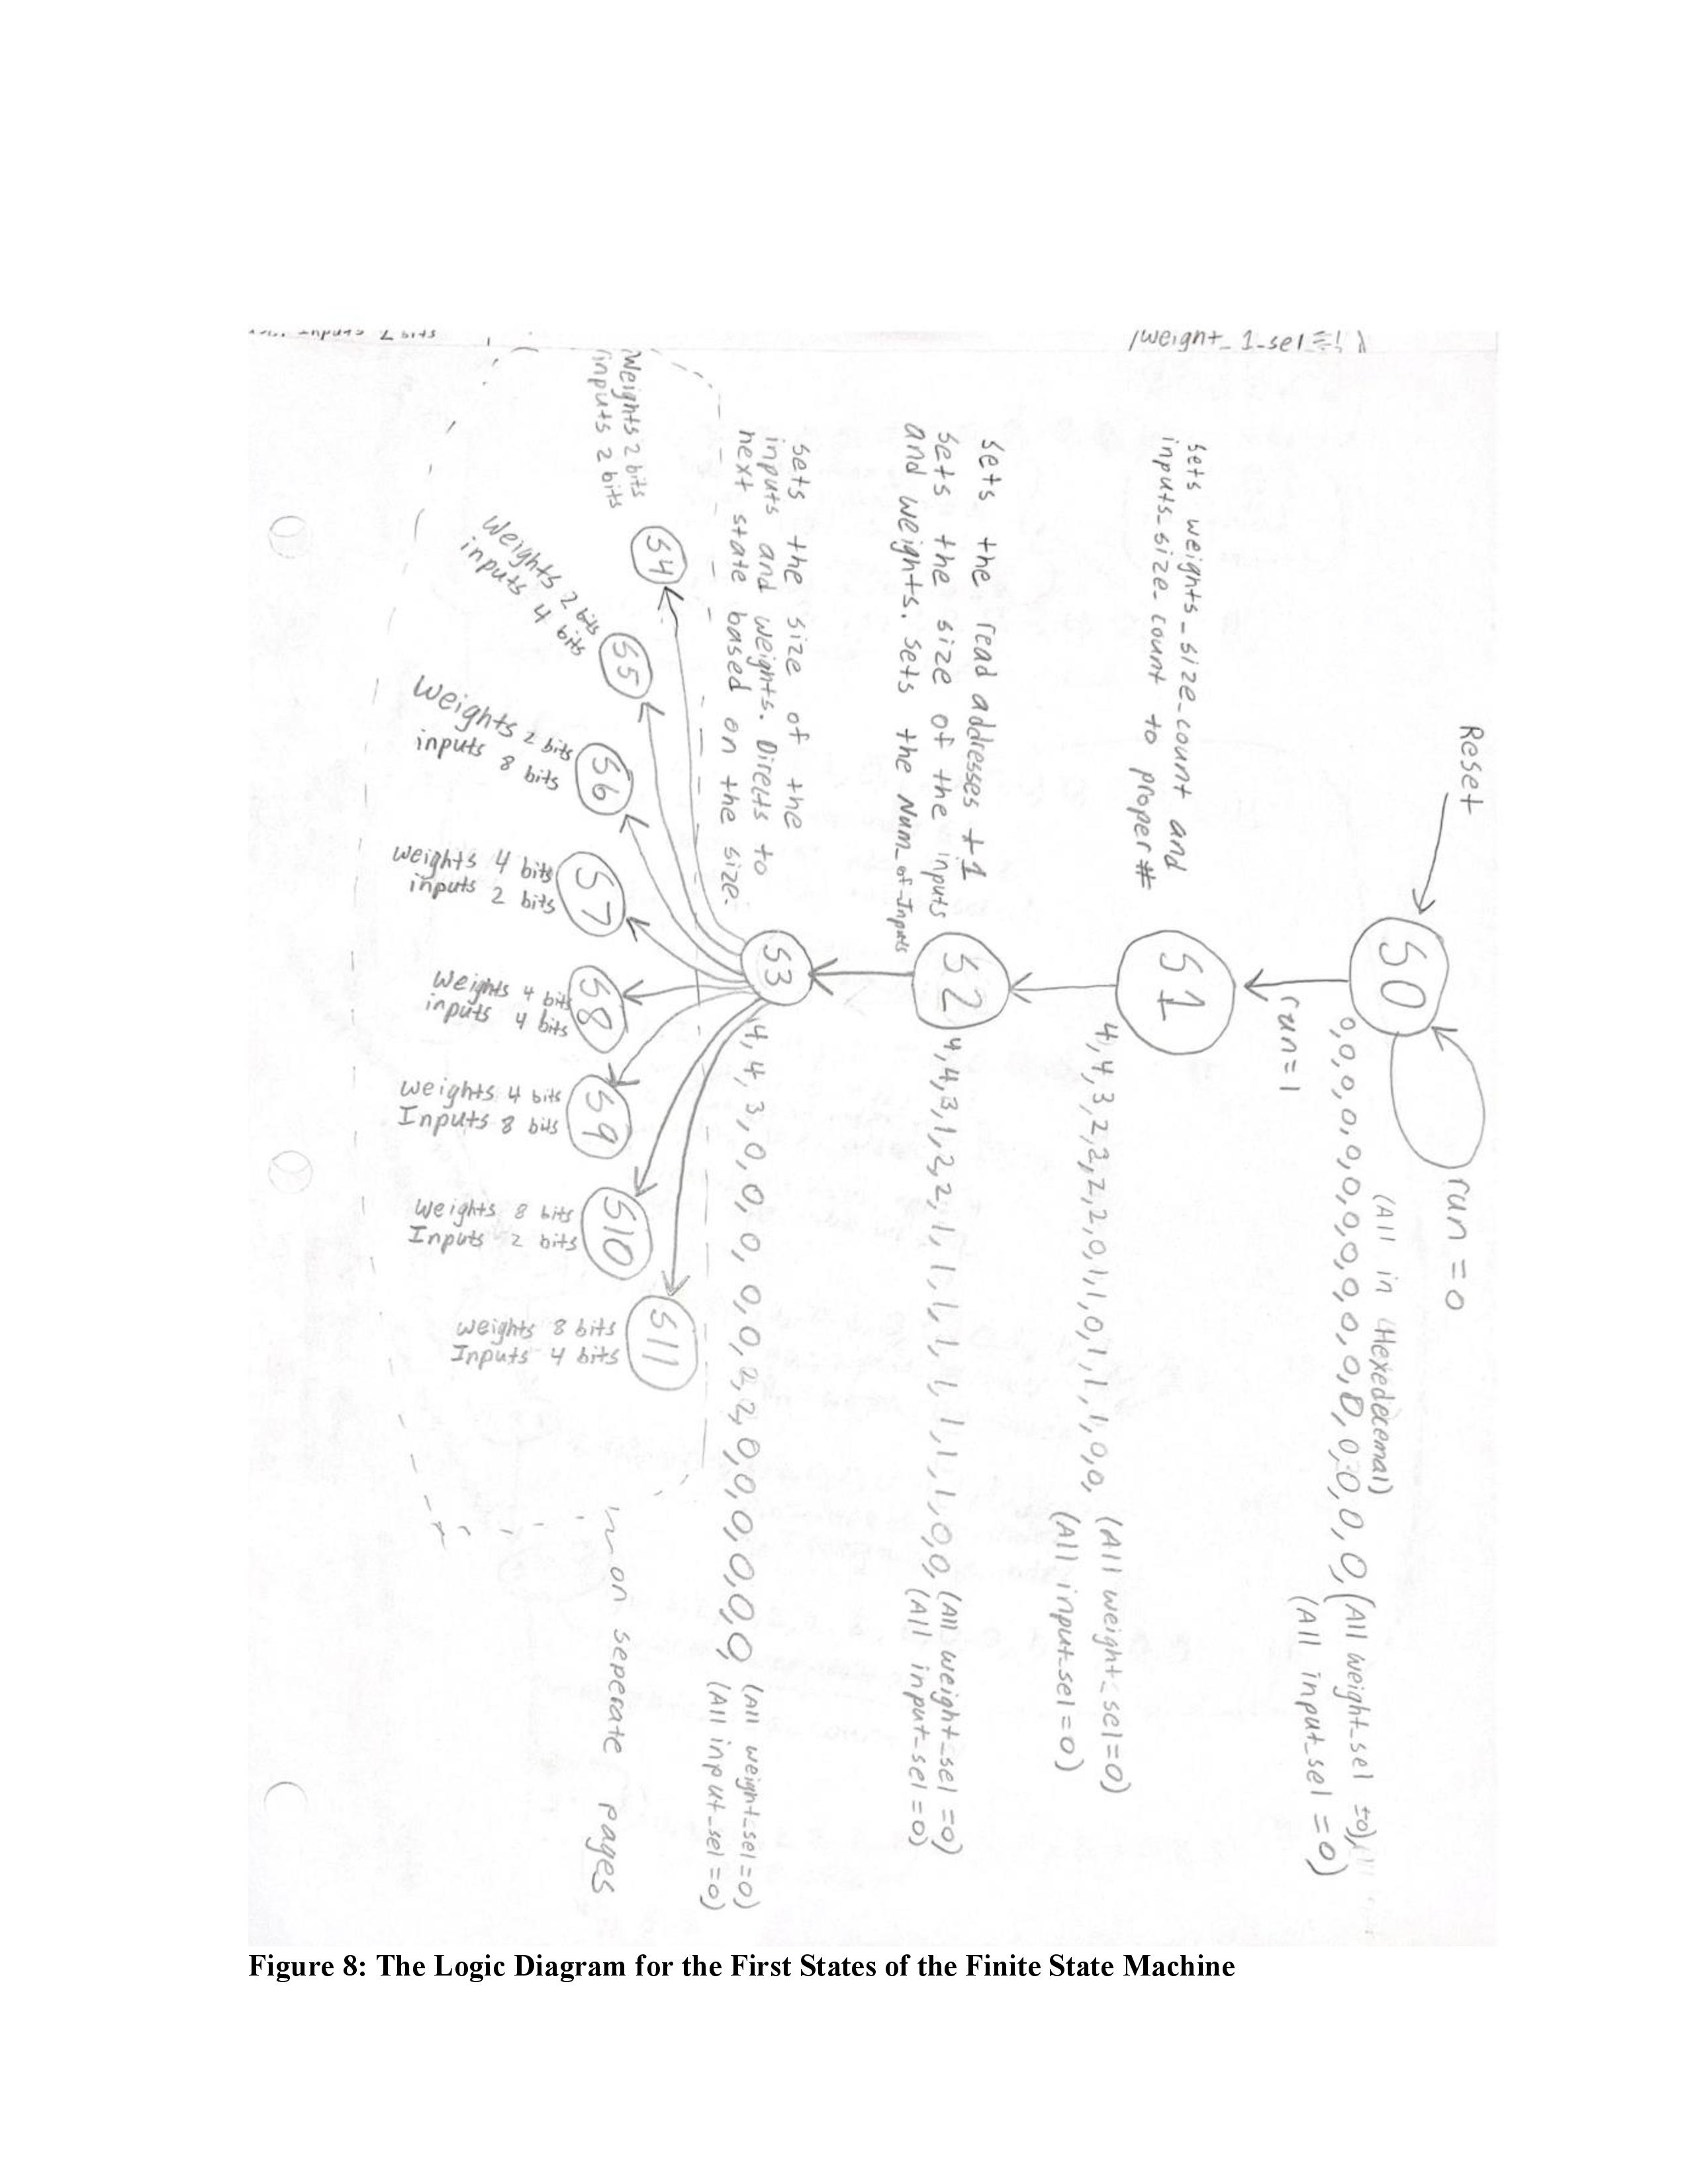 Reset
run = 0
S0
(All in Hexedecemal)
0,0,0,0,0,0,0,0,0,0,0,0,0,0,0,0,0, (All weight_sel =0),
(All input_sel =0)
run=1
sets weights_size_count and
inputs_size_count to proper #
S1
4,4,3,2,2,2,2,0,1,1,0,1,1,1,0,0, (All weight_sel=0)
(All input_sel=0)
sets the read addresses +1
sets the size of the inputs
and weights. sets the Num_of_Inputs
S2
4,4,3,1,2,2,1,1,1,1,1,1,1,1,0,0, (All weight_sel =0)
(All input_sel=0)
sets the size of the
inputs and weights. Directs to
next state based on the size.
S3
4,4,3,0,0,0,0,0,2,2,0,0,0,0,0,0, (All weight_sel=0)
(All input_sel=0)
S4
Weights 2 bits
inputs 2 bits
S5
Weights 2 bits
inputs 4 bits
S6
Weights 2 bits
inputs 8 bits
S7
weights 4 bits
inputs 2 bits
S8
Weights 4 bits
inputs 4 bits
S9
weights 4 bits
Inputs 8 bits
S10
weights 8 bits
Inputs 2 bits
S11
weights 8 bits
Inputs 4 bits
on seperate pages
weight_1_sel
Inputs 2 bits
Figure 8: The Logic Diagram for the First States of the Finite State Machine